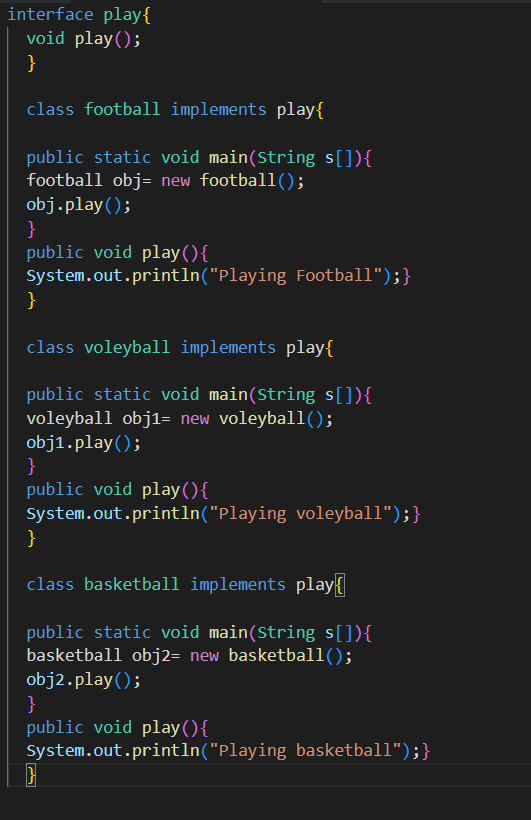 interface play{
void play();
}
class football implements play{
public static void main(String s[]){
football obj= new football();
obj.play();
}
public void play(){
System.out.println("Playing Football");}
}
class voleyball implements play{
public static void main(String s[]){
voleyball obj1= new voleyball();
obj1.play();
}
public void play(){
System.out.println("Playing voleyball");}
}
class basketball implements play{
public static void main(String s[]){
basketball obj2= new basketball();
obj2.play();
}
public void play(){
System.out.println("Playing basketball");}
}